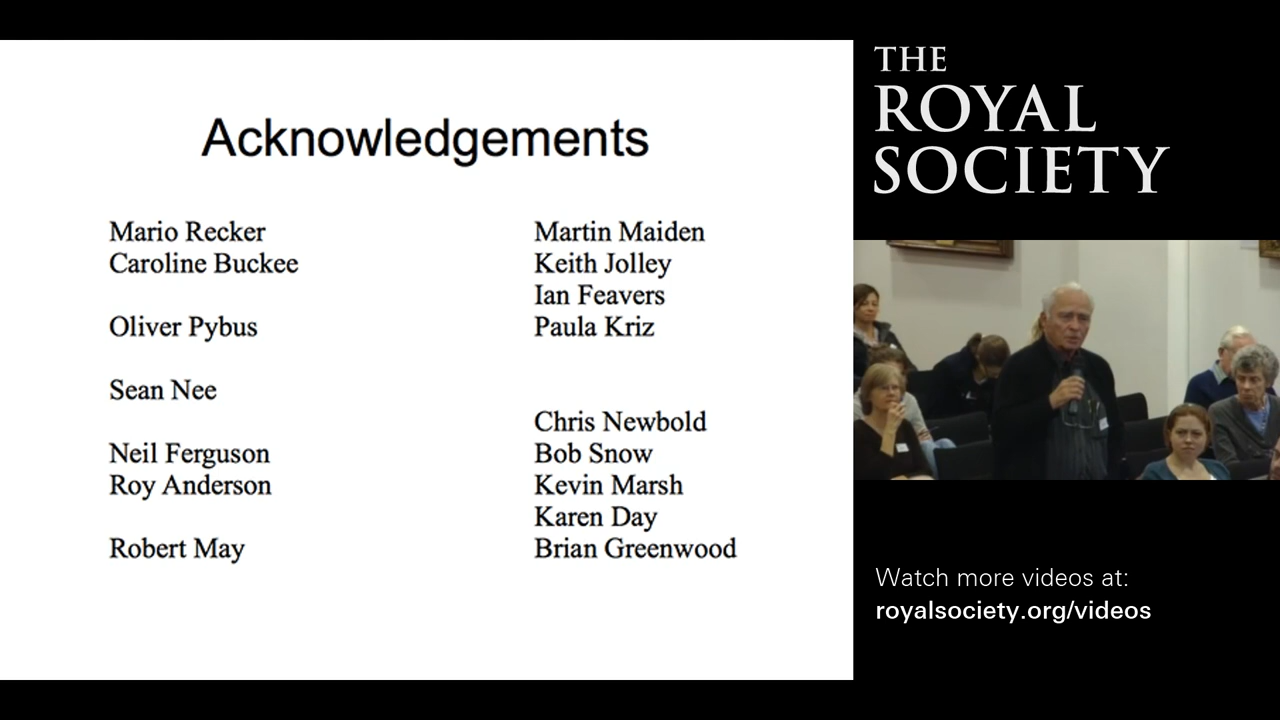 Acknowledgements
Mario Recker
Caroline Buckee
Oliver Pybus
Sean Nee
Neil Ferguson
Roy Anderson
Robert May
Martin Maiden
Keith Jolley
Ian Feavers
Paula Kriz
Chris Newbold
Bob Snow
Kevin Marsh
Karen Day
Brian Greenwood
THE
ROYAL
SOCIETY
Watch more videos at:
royalsociety.org/videos